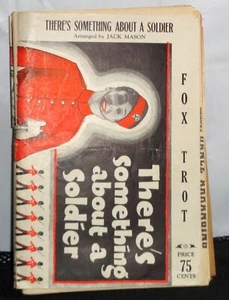 THERE'S SOMETHING ABOUT A SOLDIER
Arranged by JACK MASON
There's
Something
about a
Soldier
FOX TROT
PRICE
75
CENTS